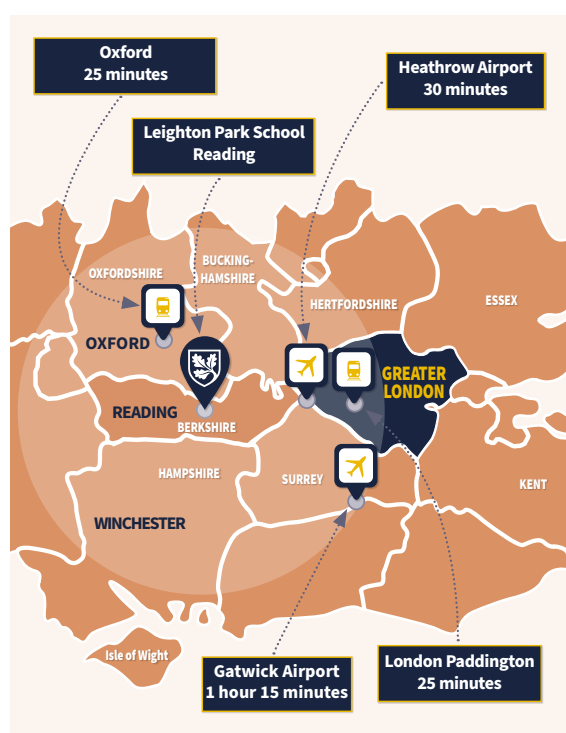 Oxford
25 minutes
Heathrow Airport
30 minutes
Leighton Park School
Reading
OXFORDSHIRE
BUCKING-
HAMSHIRE
HERTFORDSHIRE
ESSEX
OXFORD
GREATER
LONDON
READING
BERKSHIRE
HAMPSHIRE
SURREY
KENT
WINCHESTER
Isle of Wight
Gatwick Airport
1 hour 15 minutes
London Paddington
25 minutes